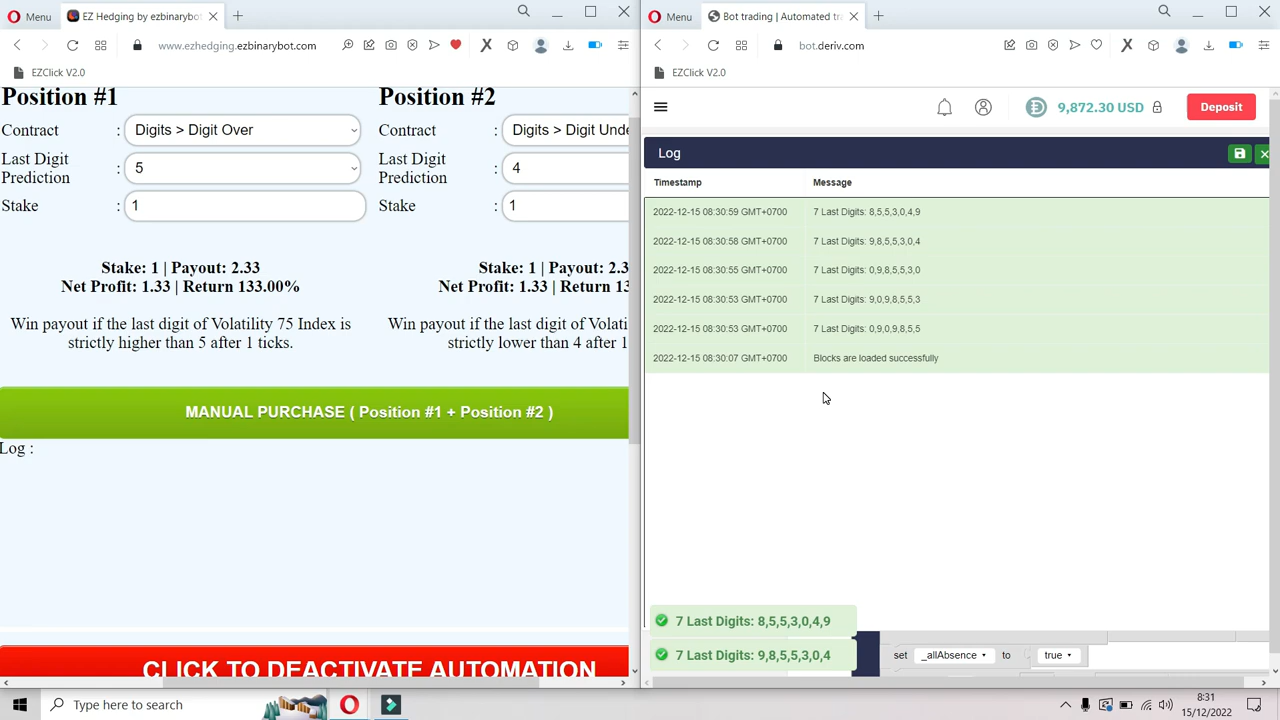 Menu
EZ Hedging by ezbinarybot
www.ezhedging.ezbinarybot.com
EZClick V2.0
Position #1
Position #2
Contract : Digits > Digit Over
Contract : Digits > Digit Unde
Last Digit Prediction : 5
Last Digit Prediction : 4
Stake : 1
Stake : 1
Stake: 1 | Payout: 2.33
Stake: 1 | Payout: 2.3
Net Profit: 1.33 | Return 133.00%
Net Profit: 1.33 | Return 13
Win payout if the last digit of Volatility 75 Index is
strictly higher than 5 after 1 ticks.
Win payout if the last digit of Volati
strictly lower than 4 after 1
MANUAL PURCHASE ( Position #1 + Position #2 )
Log :
CLICK TO DEACTIVATE AUTOMATION
Menu
Bot trading | Automated tra
bot.deriv.com
EZClick V2.0
9,872.30 USD
Deposit
Log
Timestamp Message
2022-12-15 08:30:59 GMT+0700 7 Last Digits: 8,5,5,3,0,4,9
2022-12-15 08:30:58 GMT+0700 7 Last Digits: 9,8,5,5,3,0,4
2022-12-15 08:30:55 GMT+0700 7 Last Digits: 0,9,8,5,5,3,0
2022-12-15 08:30:53 GMT+0700 7 Last Digits: 9,0,9,8,5,5,3
2022-12-15 08:30:53 GMT+0700 7 Last Digits: 0,9,0,9,8,5,5
2022-12-15 08:30:07 GMT+0700 Blocks are loaded successfully
7 Last Digits: 8,5,5,3,0,4,9
7 Last Digits: 9,8,5,5,3,0,4
set _allAbsence to true
Type here to search
8:31
15/12/2022